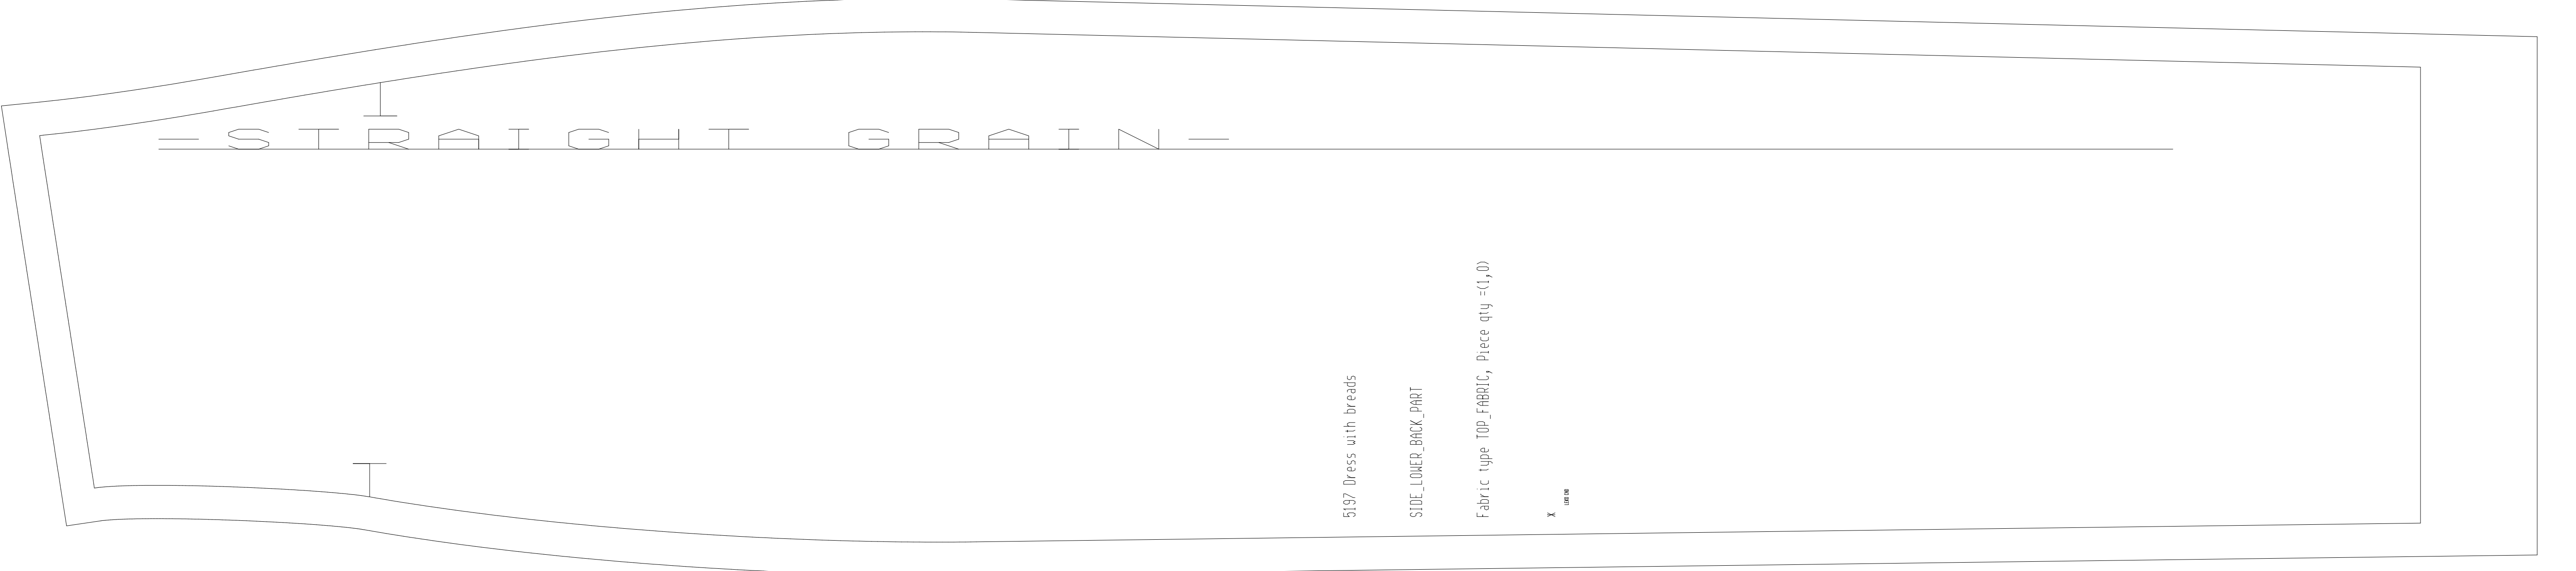 -STRAIGHT GRAIN-
5197 Dress with breads
SIDE_LOWER_BACK_PART
Fabric type TOP_FABRIC, Piece qty =(1,0)
X